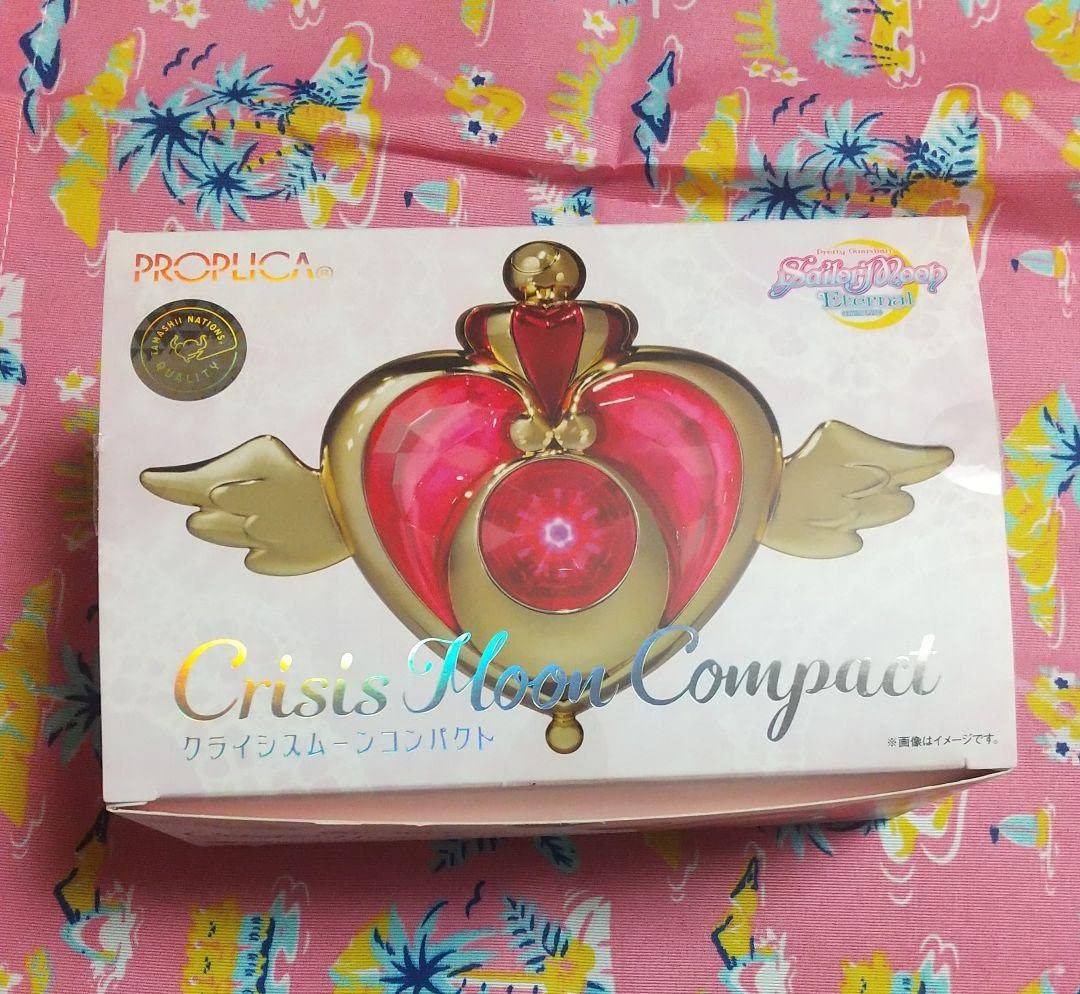 PROPLICA®
TAMASHII NATIONS
QUALITY
Pretty Guardian
Sailor Moon
Eternal
Crisis Moon Compact
クライシスムーンコンパクト
※画像はイメージです。